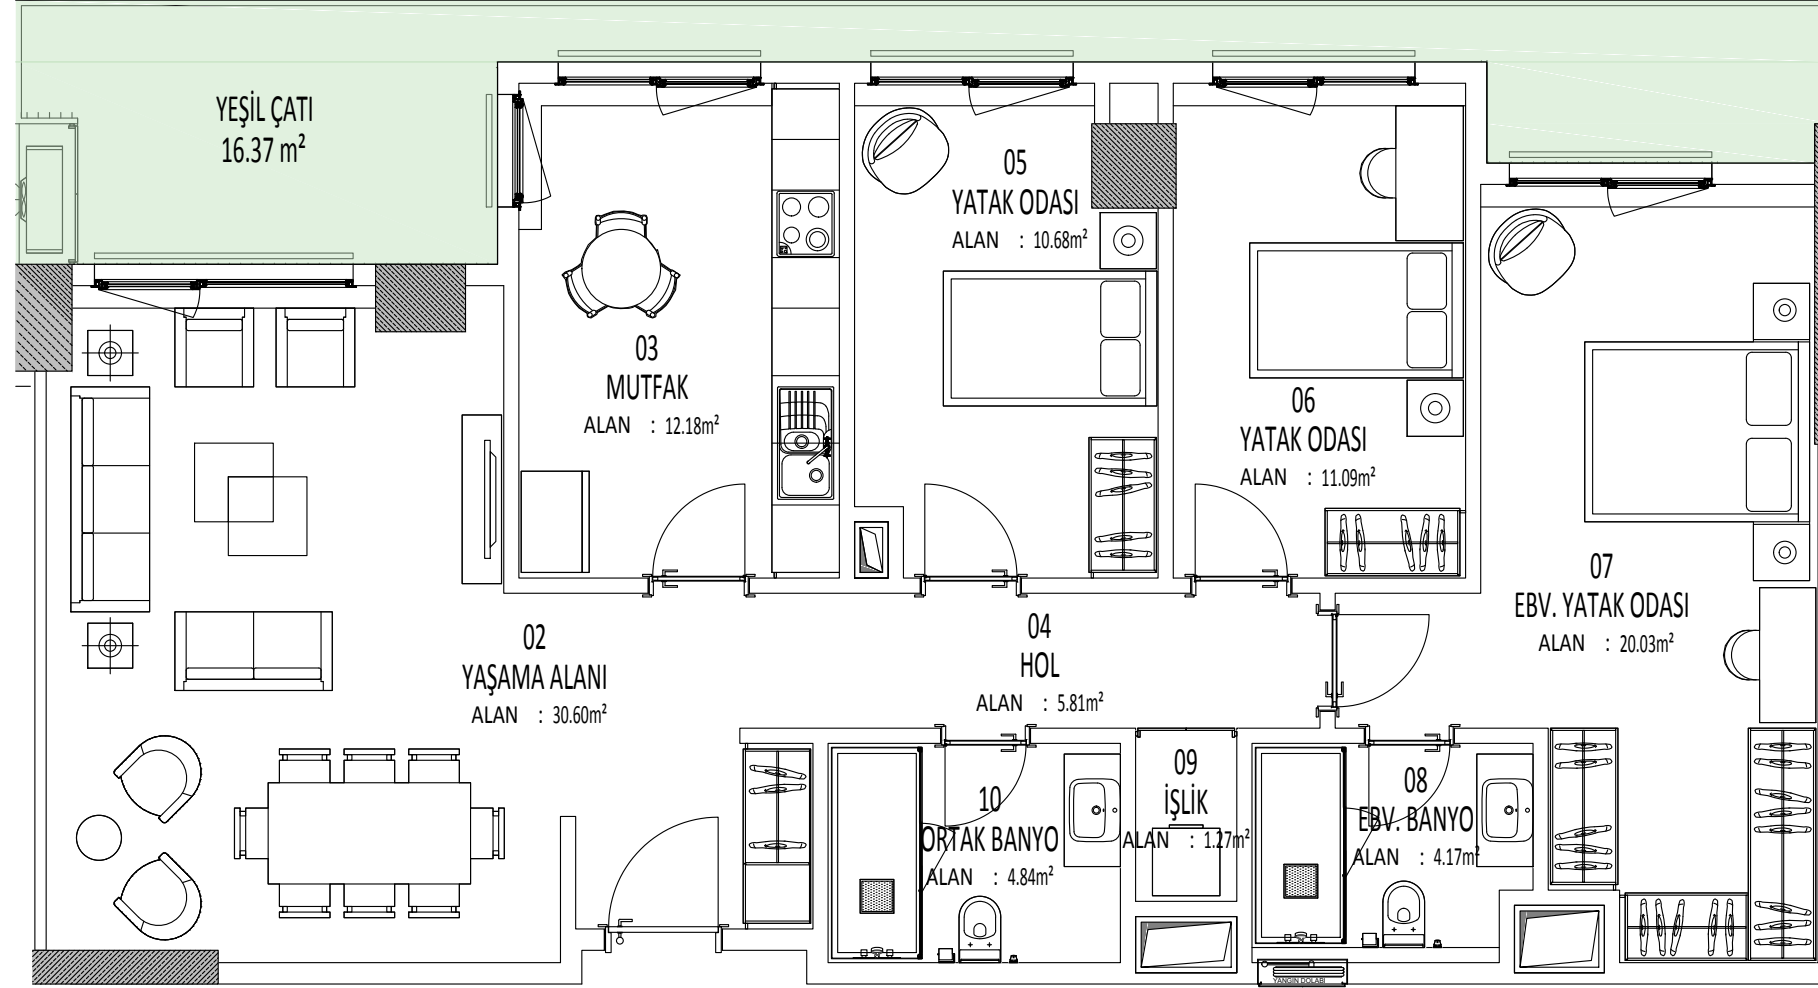 YEŞİL ÇATI
16.37 m²
03
MUTFAK
ALAN : 12.18m²
05
YATAK ODASI
ALAN : 10.68m²
06
YATAK ODASI
ALAN : 11.09m²
07
EBV. YATAK ODASI
ALAN : 20.03m²
02
YAŞAMA ALANI
ALAN : 30.60m²
04
HOL
ALAN : 5.81m²
10
ORTAK BANYO
ALAN : 4.84m²
09
İŞLİK
ALAN : 1.27m²
08
EBV. BANYO
ALAN : 4.17m²
YANGIN DOLABI